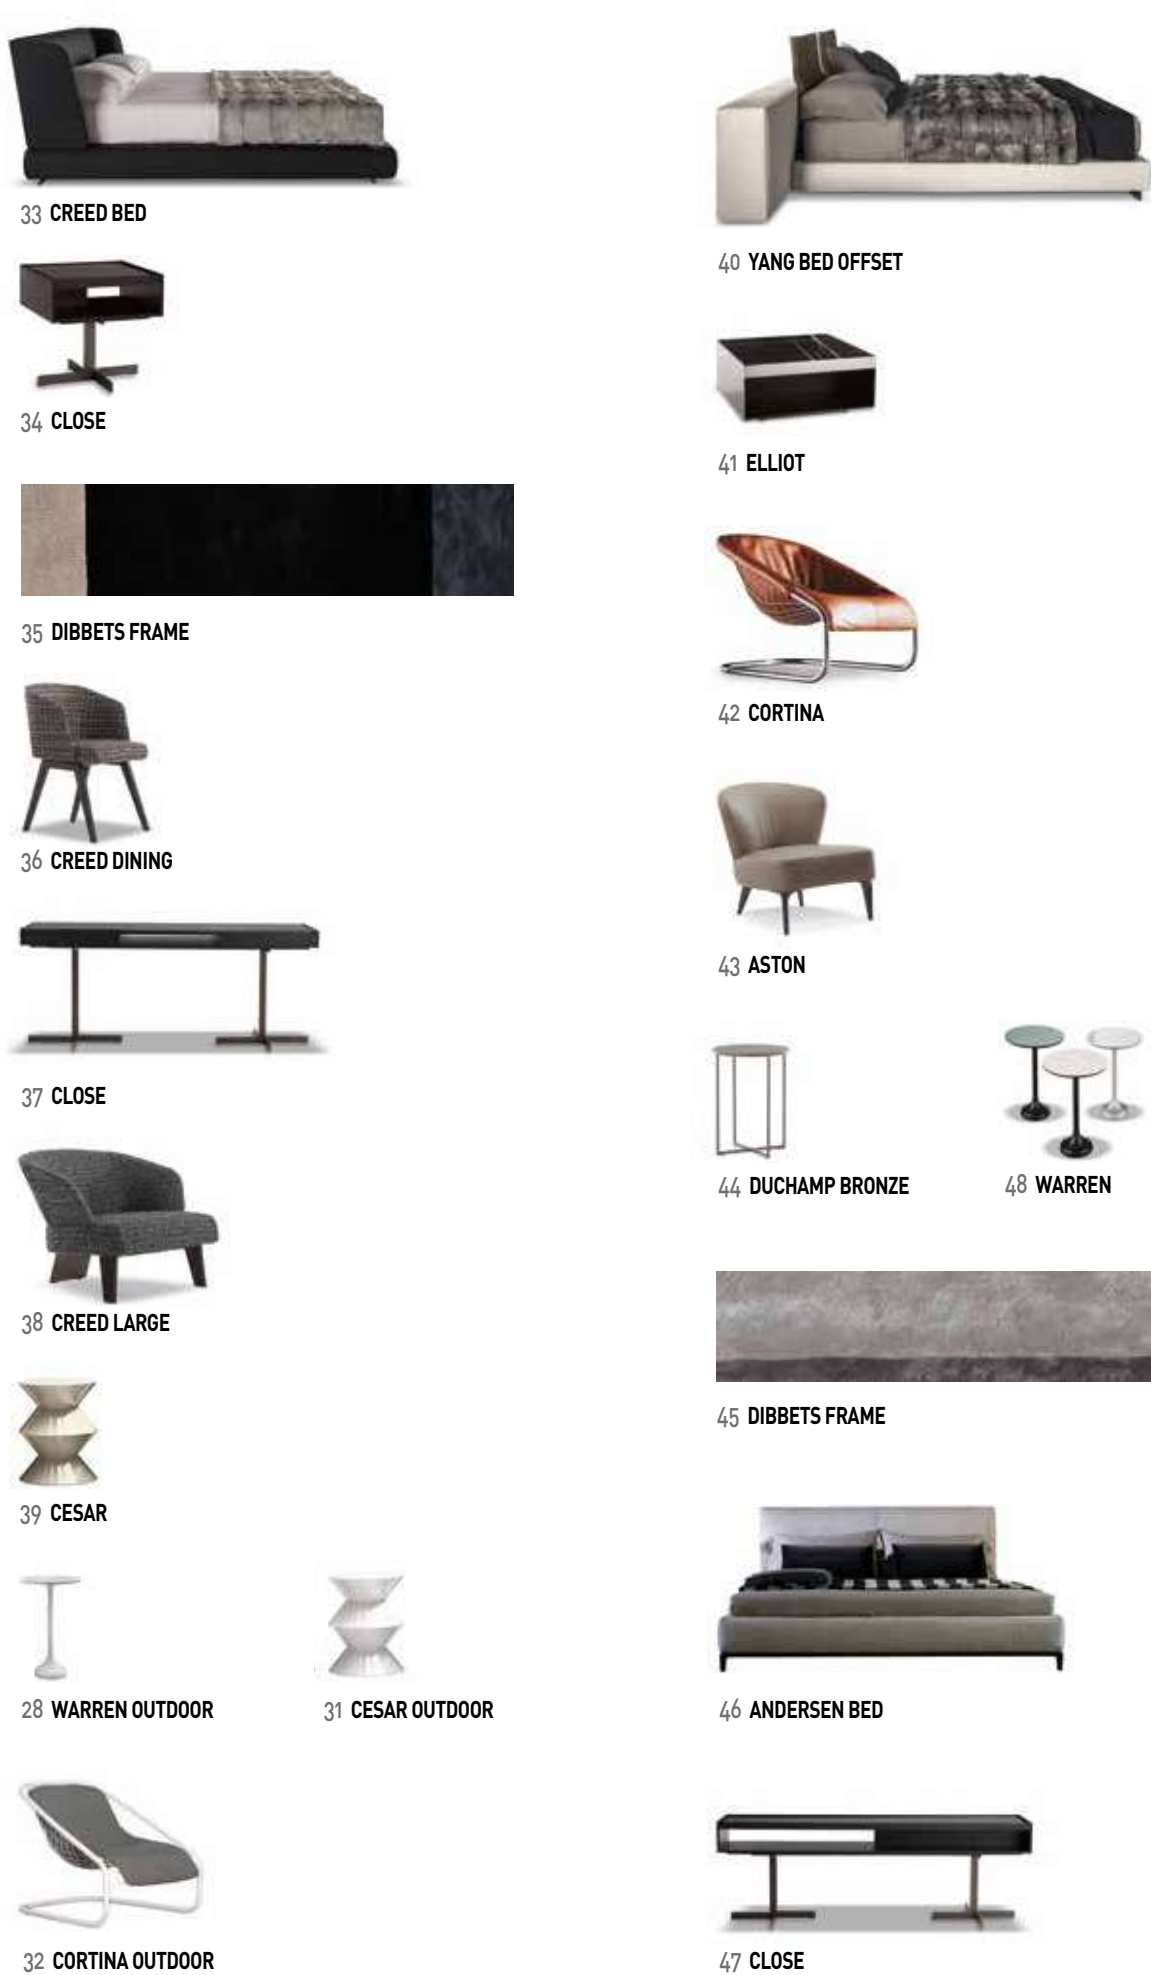 33 CREED BED
34 CLOSE
35 DIBBETS FRAME
36 CREED DINING
37 CLOSE
38 CREED LARGE
39 CESAR
28 WARREN OUTDOOR
31 CESAR OUTDOOR
32 CORTINA OUTDOOR
40 YANG BED OFFSET
41 ELLIOT
42 CORTINA
43 ASTON
44 DUCHAMP BRONZE
48 WARREN
45 DIBBETS FRAME
46 ANDERSEN BED
47 CLOSE